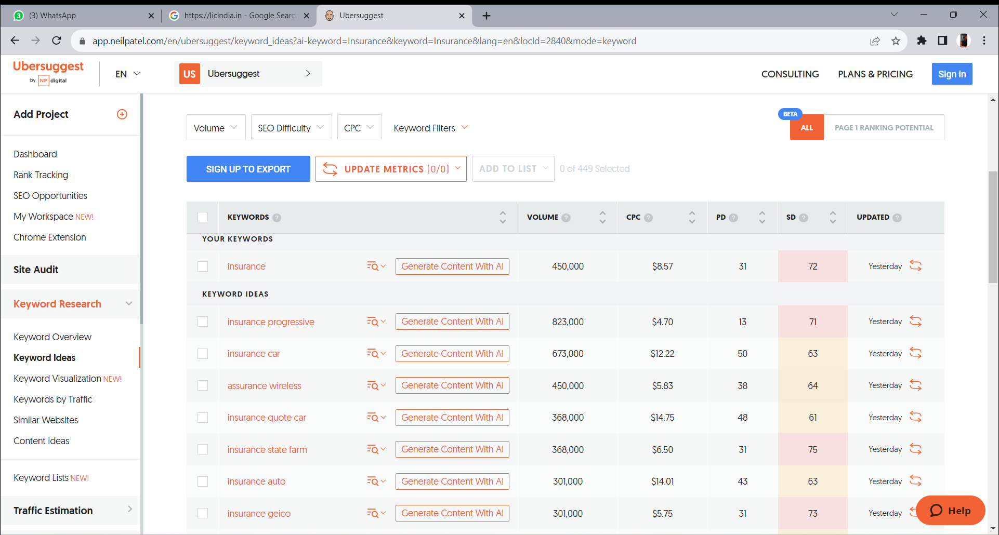 3 (3) WhatsApp
https://licindia.in - Google Search
Ubersuggest
app.neilpatel.com/en/ubersuggest/keyword_ideas?ai-keyword=Insurance&keyword=Insurance&lang=en&locId=2840&mode=keyword
Ubersuggest
by NP digital
EN
US Ubersuggest
CONSULTING
PLANS & PRICING
Sign in
Add Project
Dashboard
Rank Tracking
SEO Opportunities
My Workspace NEW!
Chrome Extension
Site Audit
Keyword Research
Keyword Overview
Keyword Ideas
Keyword Visualization NEW!
Keywords by Traffic
Similar Websites
Content Ideas
Keyword Lists NEW!
Traffic Estimation
Volume
SEO Difficulty
CPC
Keyword Filters
BETA
ALL
PAGE 1 RANKING POTENTIAL
SIGN UP TO EXPORT
UPDATE METRICS (0/0)
ADD TO LIST
0 of 449 Selected
KEYWORDS ? VOLUME ? CPC ? PD ? SD ? UPDATED ?
YOUR KEYWORDS
insurance Generate Content With AI 450,000 $8.57 31 72 Yesterday
KEYWORD IDEAS
insurance progressive Generate Content With AI 823,000 $4.70 13 71 Yesterday
insurance car Generate Content With AI 673,000 $12.22 50 63 Yesterday
assurance wireless Generate Content With AI 450,000 $5.83 38 64 Yesterday
insurance quote car Generate Content With AI 368,000 $14.75 48 61 Yesterday
insurance state farm Generate Content With AI 368,000 $6.50 31 75 Yesterday
insurance auto Generate Content With AI 301,000 $14.01 43 63 Yesterday
insurance geico Generate Content With AI 301,000 $5.75 31 73 Yesterday
Help